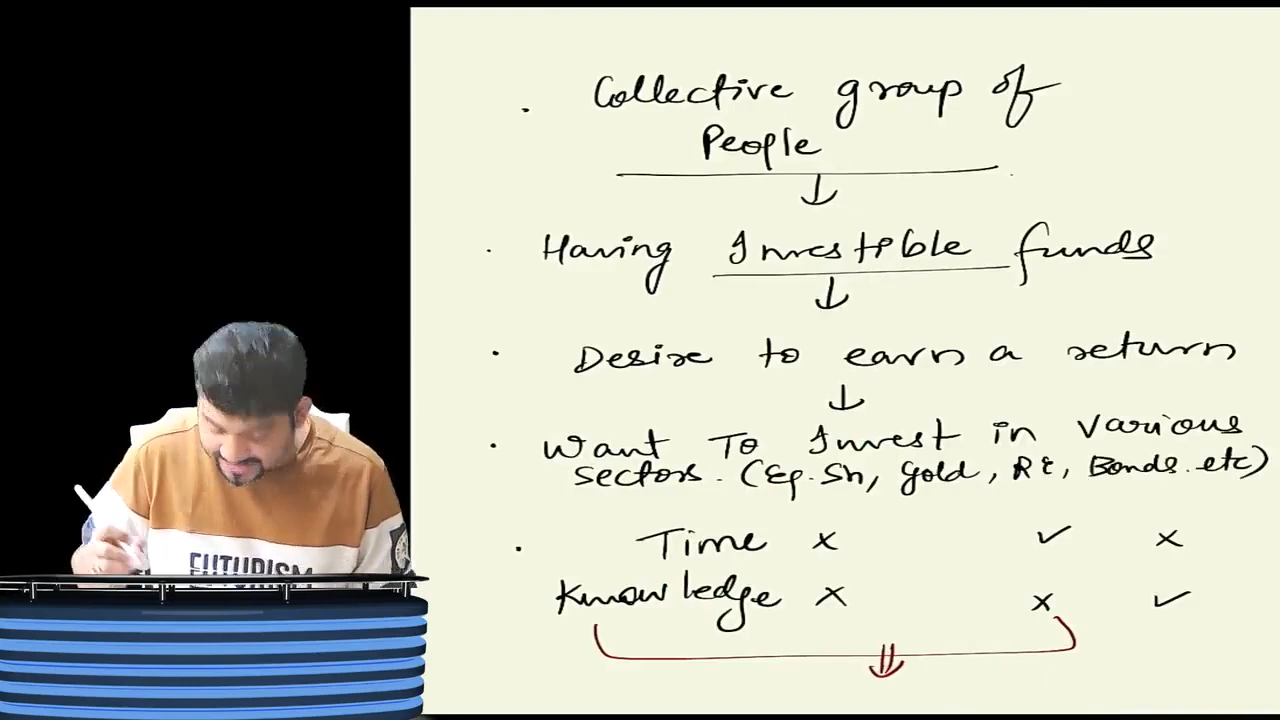 . Collective group of
People
↓
. Having Investible funds
↓
. Desire to earn a return
↓
. Want To Invest in various
sectors. (Eq. Sh, Gold, RE, Bonds. etc)
. Time × ✓ ×
Knowledge × × ✓
⇓
FUTURISM